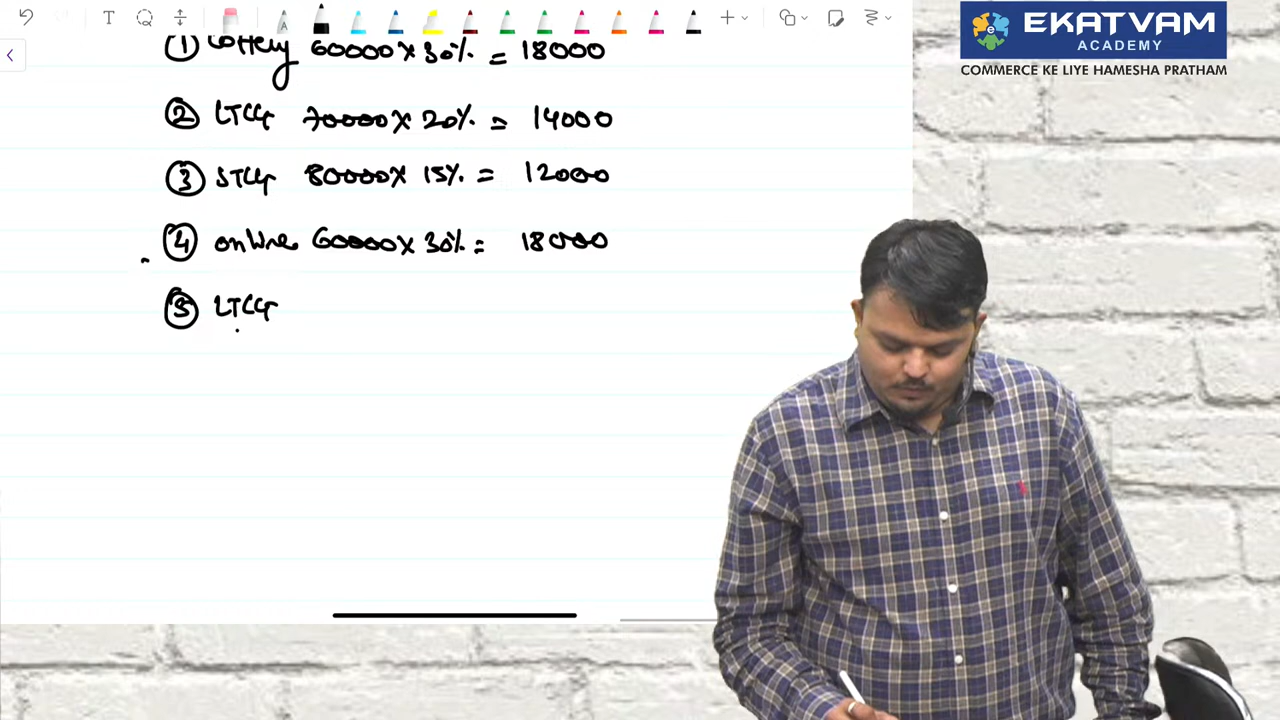 EKATVAM
ACADEMY
COMMERCE KE LIYE HAMESHA PRATHAM
① Lottery 60000 x 30% = 18000
② LTCG 70000 x 20% = 14000
③ STCG 80000 x 15% = 12000
④ online 60000 x 30% = 18000
⑤ LTCG